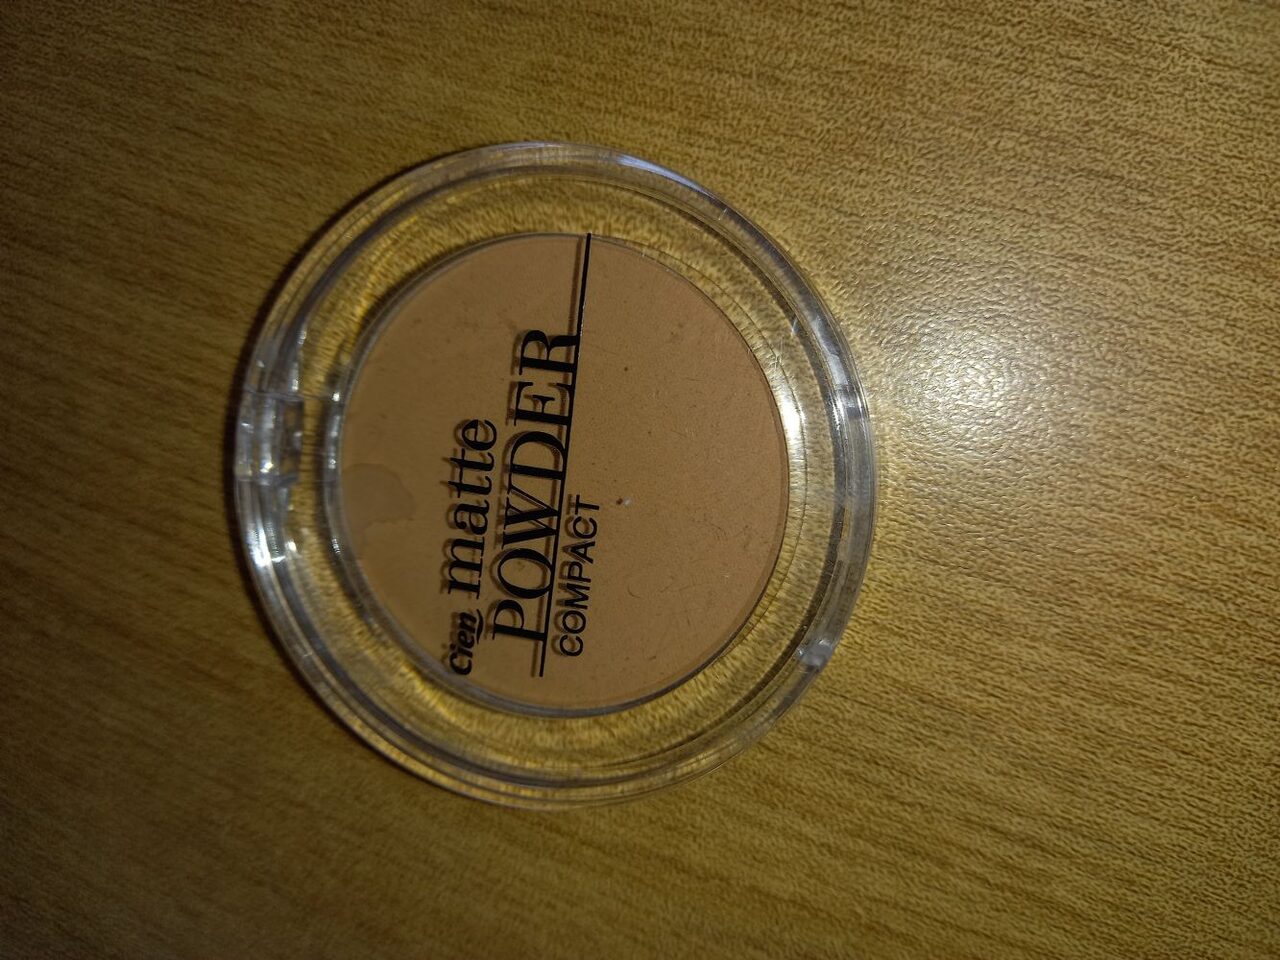 Cien matte
POWDER
COMPACT